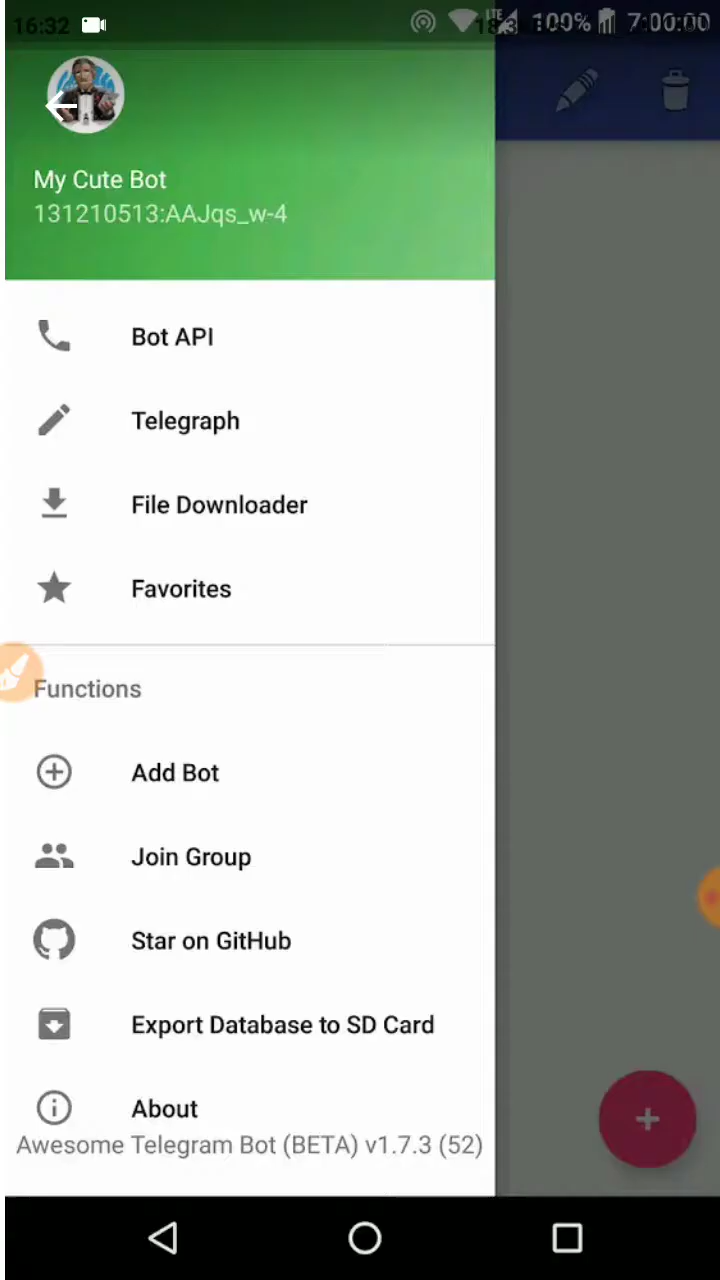 16:32
LTE 100% 7:00:00
My Cute Bot
131210513:AAJqs_w-4
Bot API
Telegraph
File Downloader
Favorites
Functions
Add Bot
Join Group
Star on GitHub
Export Database to SD Card
About
Awesome Telegram Bot (BETA) v1.7.3 (52)